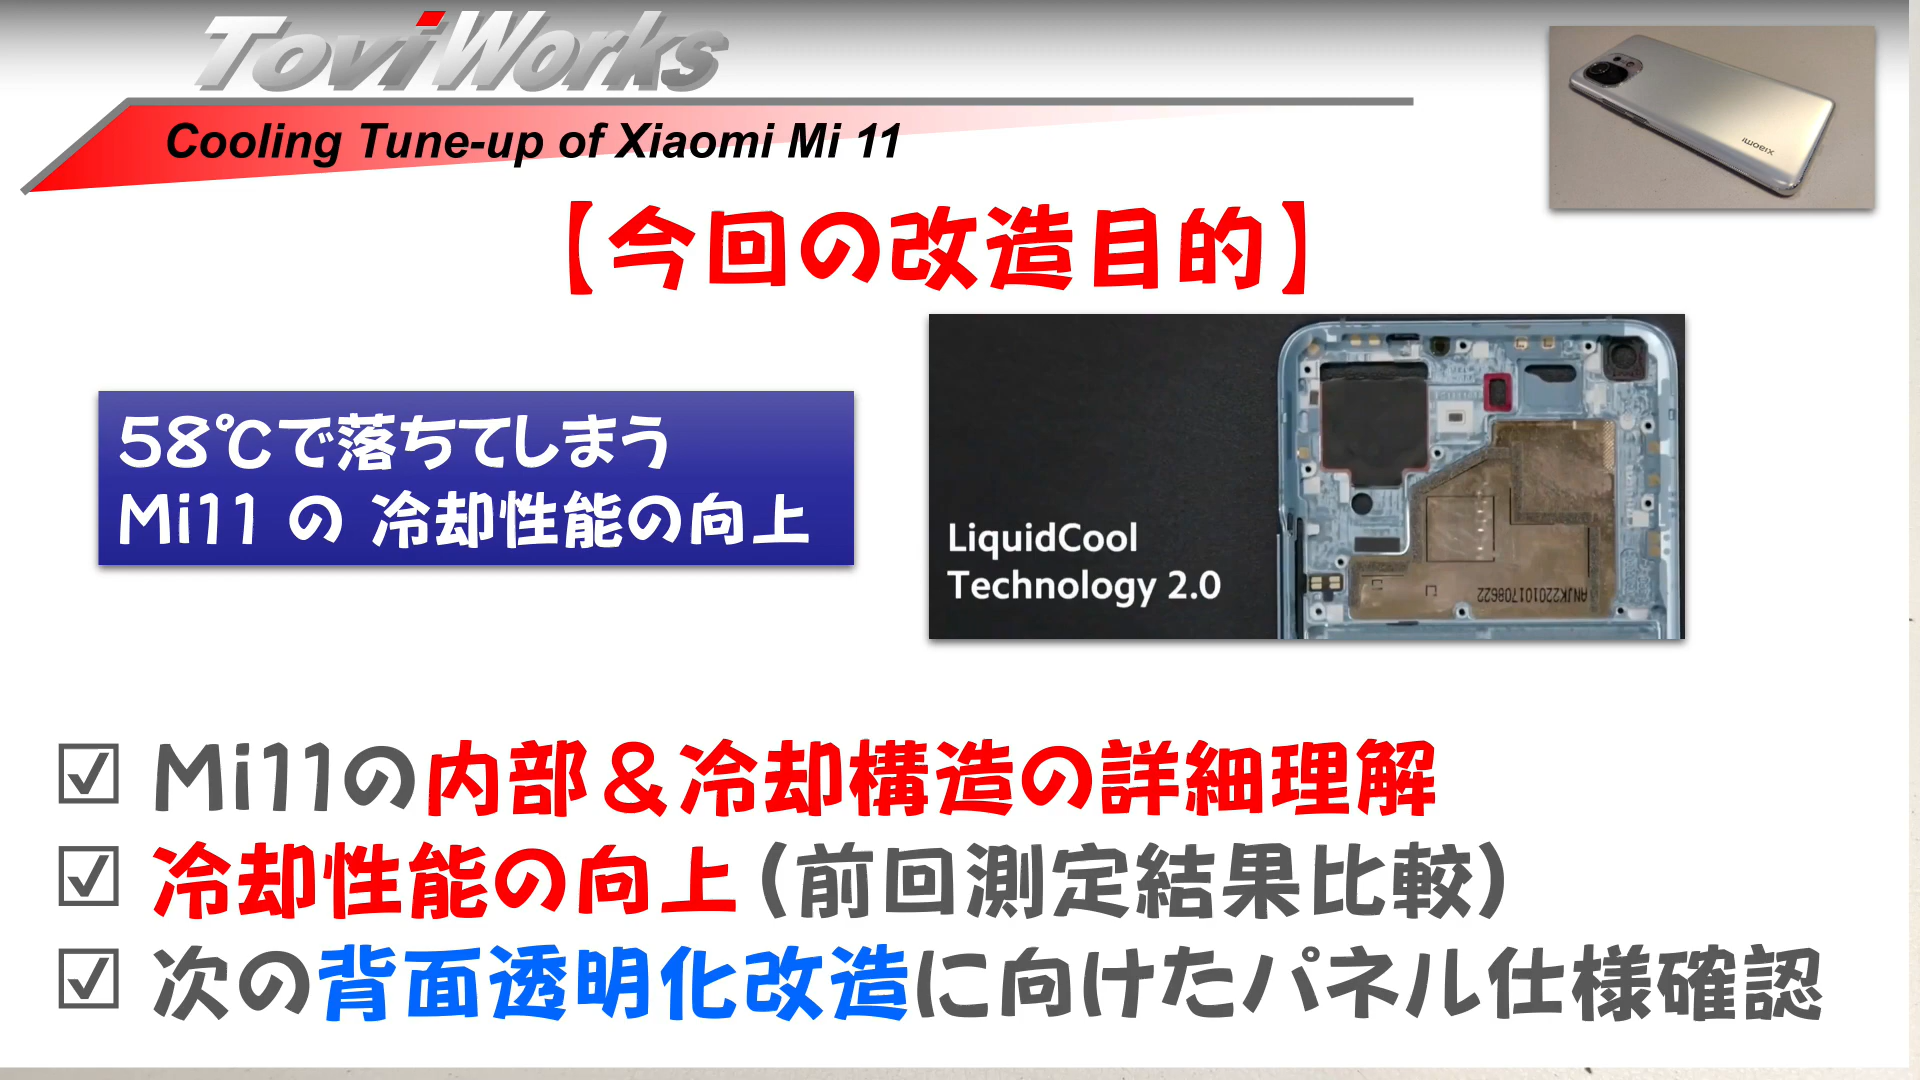 ToviWorks
Cooling Tune-up of Xiaomi Mi 11
XIAOMI
【今回の改造目的】
58℃で落ちてしまう
Mi11 の 冷却性能の向上
LiquidCool
Technology 2.0
ANJK220101708622
☑ Mi11の内部＆冷却構造の詳細理解
☑ 冷却性能の向上（前回測定結果比較）
☑ 次の背面透明化改造に向けたパネル仕様確認